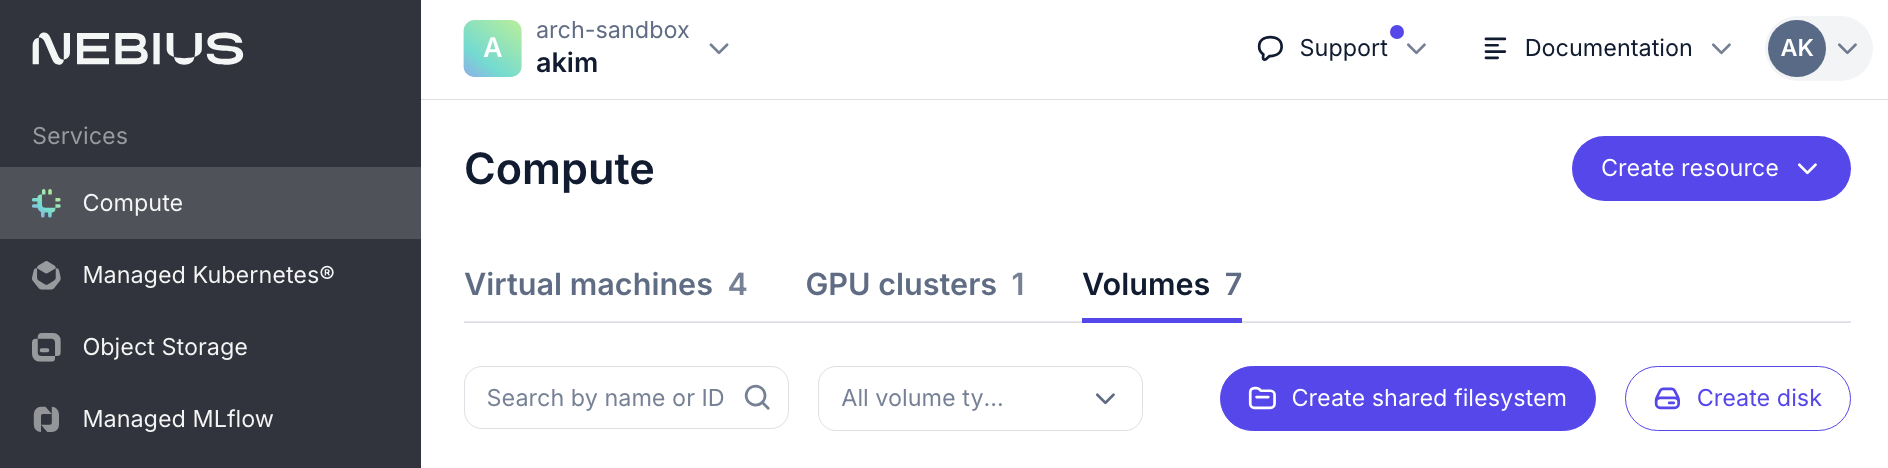 NEBIUS
Services
Compute
Managed Kubernetes®
Object Storage
Managed MLflow
A
arch-sandbox
akim
Support
Documentation
AK
Compute
Create resource
Virtual machines 4
GPU clusters 1
Volumes 7
Search by name or ID
All volume ty...
Create shared filesystem
Create disk